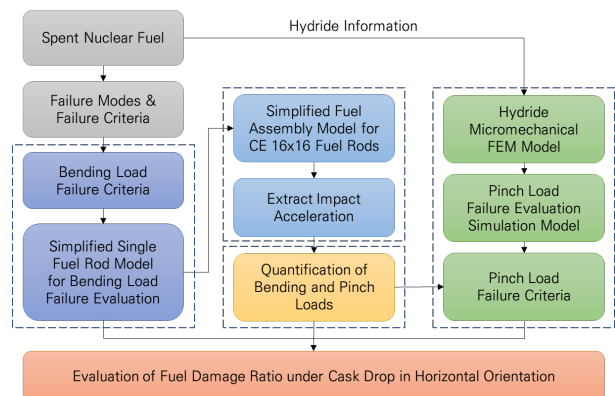 Spent Nuclear Fuel
Hydride Information
Failure Modes &
Failure Criteria
Bending Load
Failure Criteria
Simplified Single
Fuel Rod Model
for Bending Load
Failure Evaluation
Simplified Fuel
Assembly Model for
CE 16x16 Fuel Rods
Extract Impact
Acceleration
Quantification of
Bending and Pinch
Loads
Hydride
Micromechanical
FEM Model
Pinch Load
Failure Evaluation
Simulation Model
Pinch Load
Failure Criteria
Evaluation of Fuel Damage Ratio under Cask Drop in Horizontal Orientation